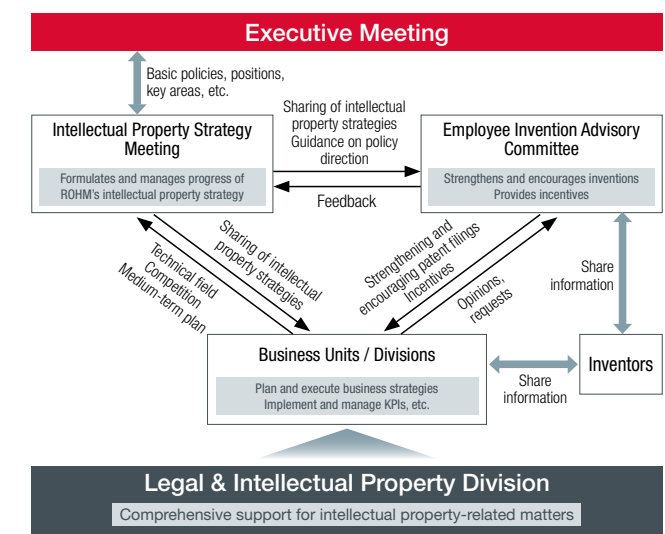 Executive Meeting
Basic policies, positions,
key areas, etc.
Intellectual Property Strategy
Meeting
Formulates and manages progress of
ROHM's intellectual property strategy
Sharing of intellectual
property strategies
Guidance on policy
direction
Feedback
Employee Invention Advisory
Committee
Strengthens and encourages inventions
Provides incentives
Sharing of intellectual
property strategies
Technical field
Competition
Medium-term plan
Strengthening and
encouraging patent filings
Incentives
Opinions,
requests
Share
information
Business Units / Divisions
Plan and execute business strategies
Implement and manage KPIs, etc.
Share
information
Inventors
Legal & Intellectual Property Division
Comprehensive support for intellectual property-related matters